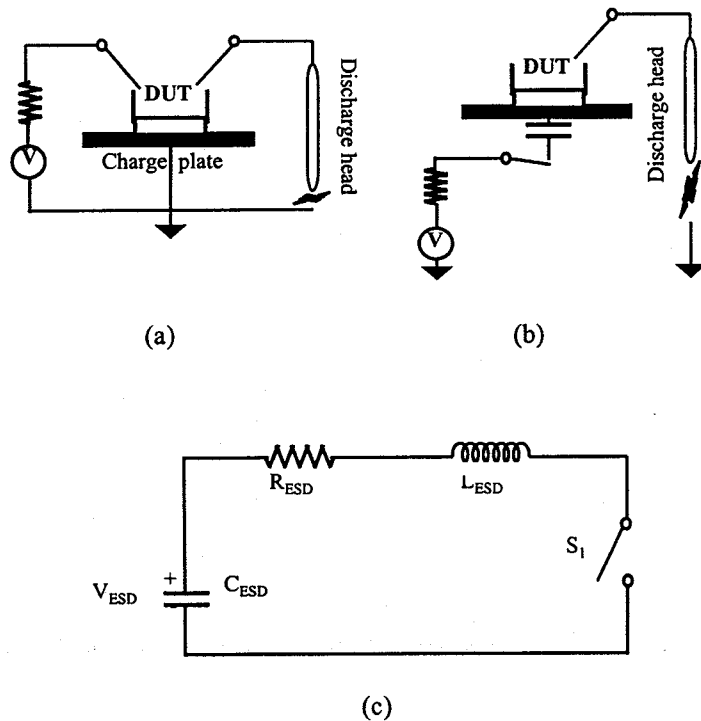 DUT
V
Charge plate
Discharge head
(a)
DUT
V
Discharge head
(b)
R_ESD
L_ESD
S_1
V_ESD
+
C_ESD
(c)